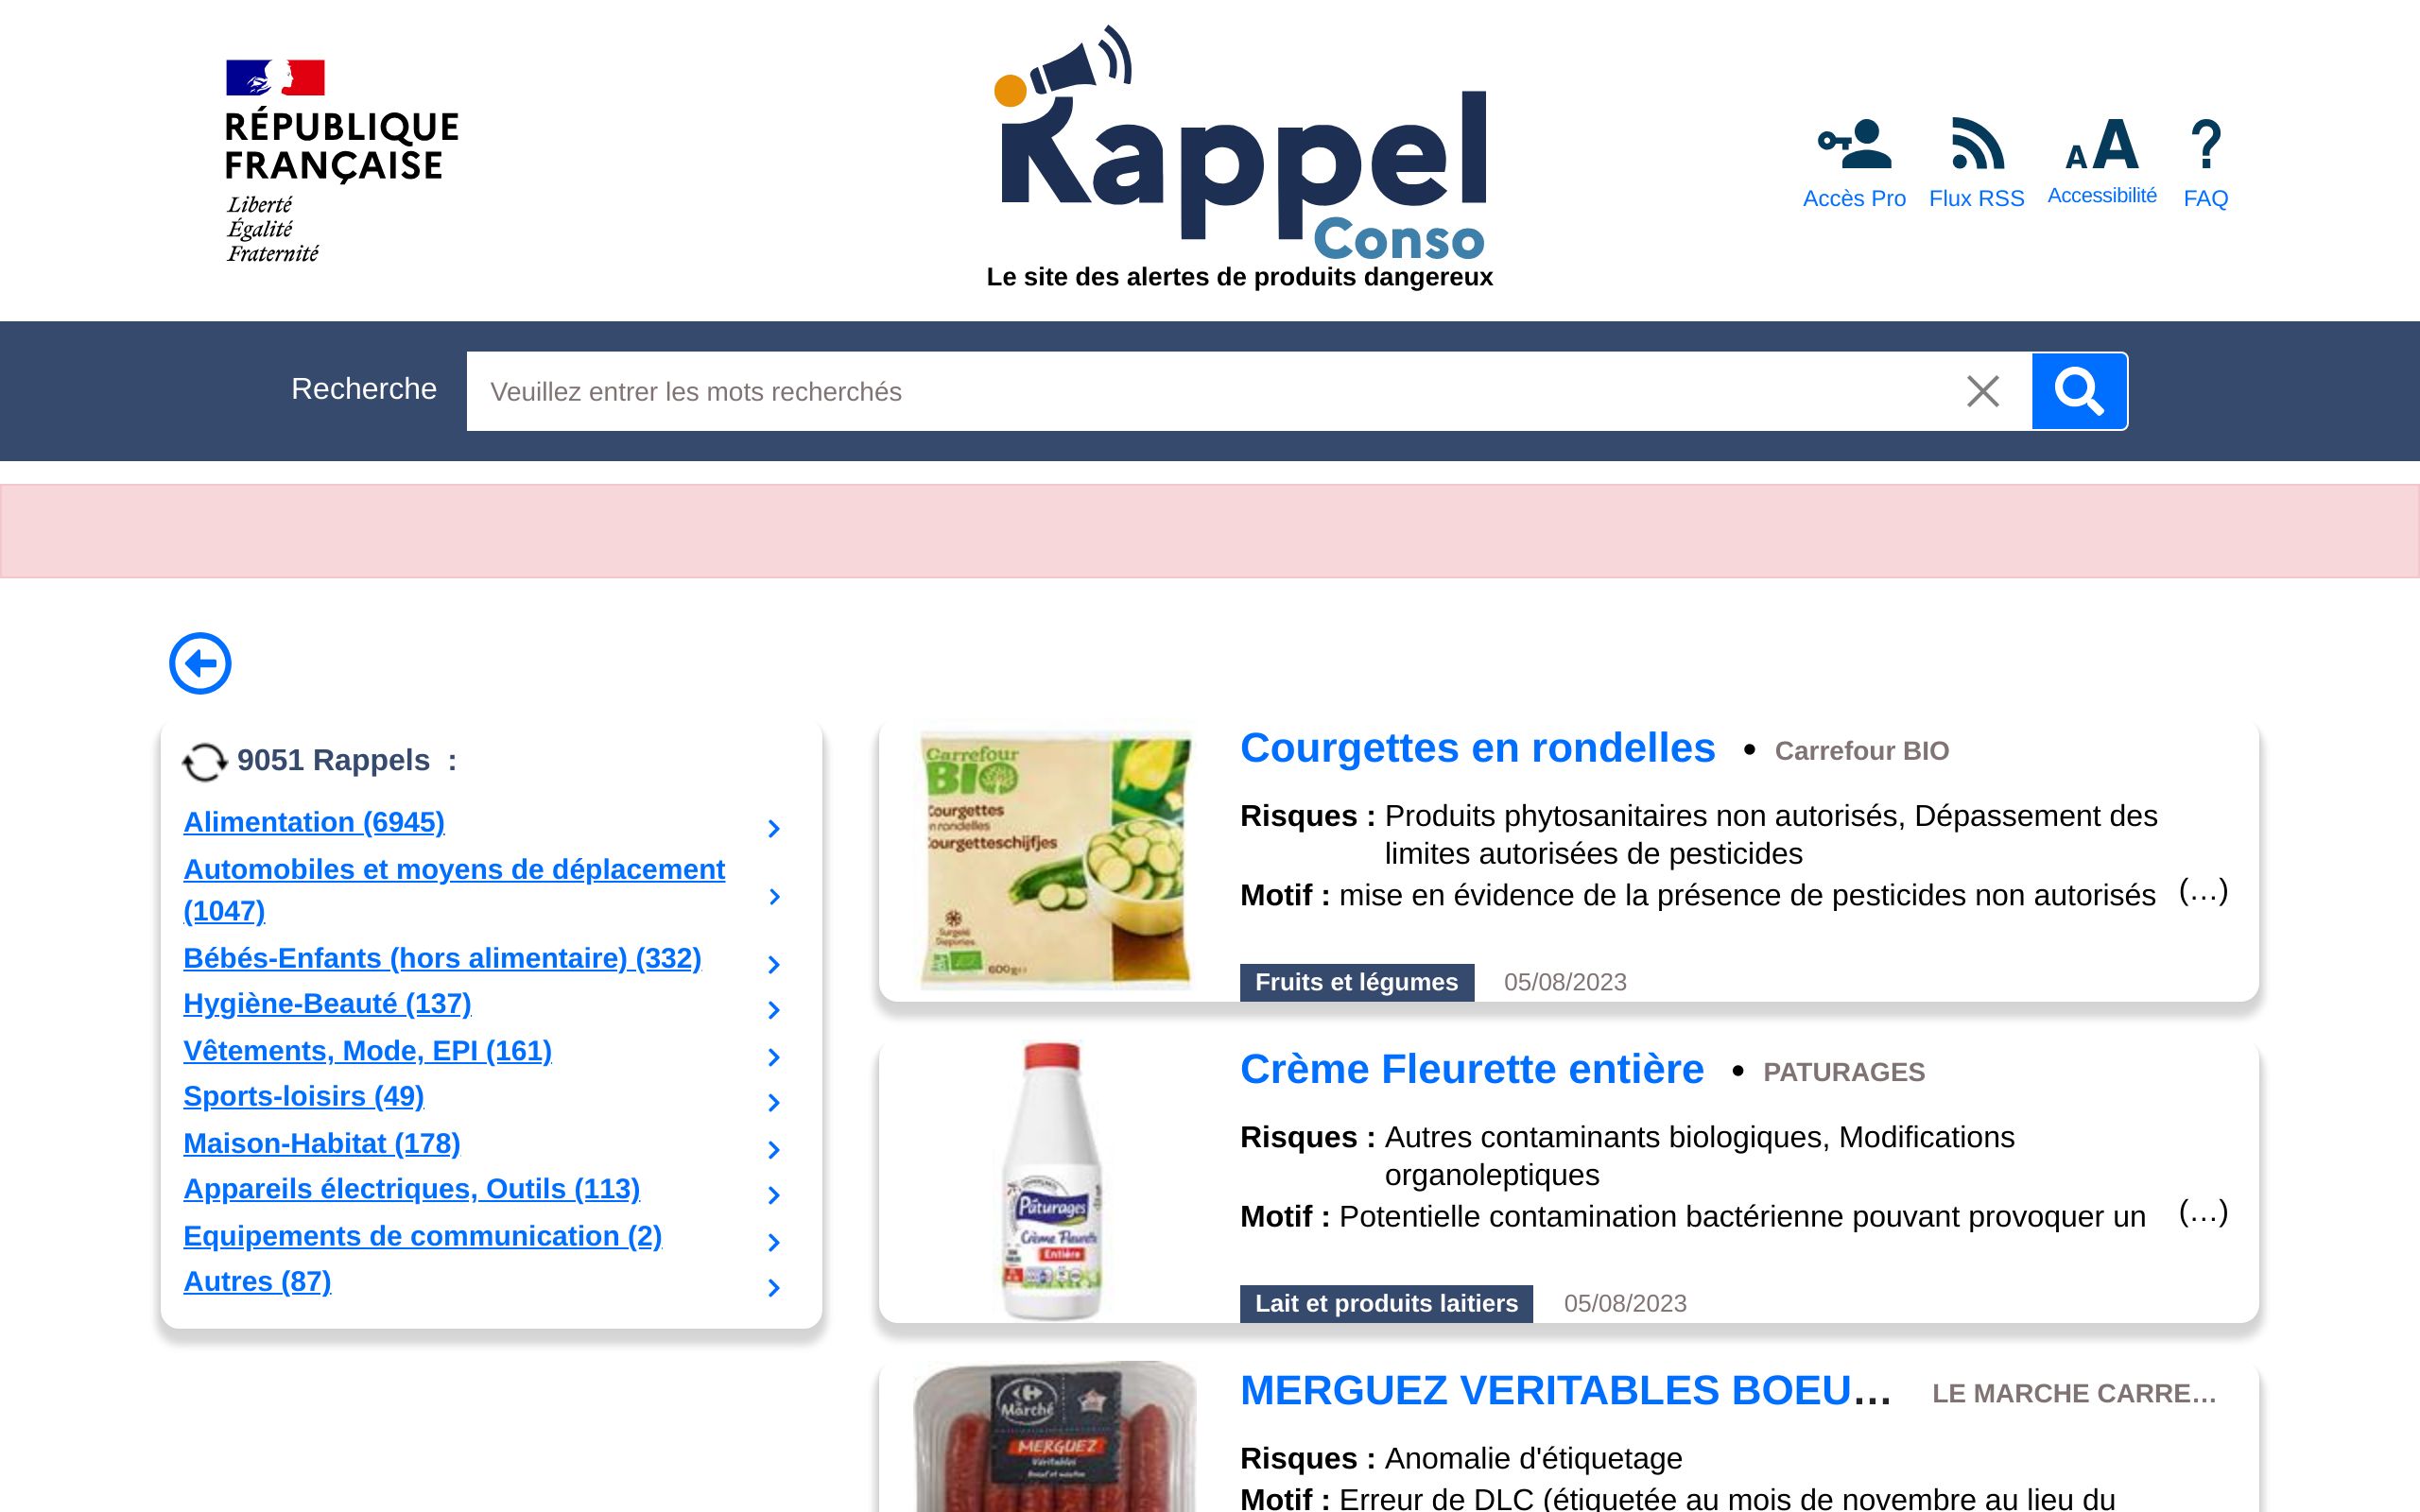 RÉPUBLIQUE
FRANÇAISE
Liberté
Égalité
Fraternité
Rappel
Conso
Le site des alertes de produits dangereux
Accès Pro
Flux RSS
Accessibilité
FAQ
Recherche
Veuillez entrer les mots recherchés
9051 Rappels :
Alimentation (6945)
Automobiles et moyens de déplacement
(1047)
Bébés-Enfants (hors alimentaire) (332)
Hygiène-Beauté (137)
Vêtements, Mode, EPI (161)
Sports-loisirs (49)
Maison-Habitat (178)
Appareils électriques, Outils (113)
Equipements de communication (2)
Autres (87)
Carrefour
BIO
Courgettes
en rondelles
Courgetteschijfjes
600g
Courgettes en rondelles • Carrefour BIO
Risques : Produits phytosanitaires non autorisés, Dépassement des
limites autorisées de pesticides
Motif : mise en évidence de la présence de pesticides non autorisés (…)
Fruits et légumes 05/08/2023
Pâturages
Crème Fleurette
Entière
Crème Fleurette entière • PATURAGES
Risques : Autres contaminants biologiques, Modifications
organoleptiques
Motif : Potentielle contamination bactérienne pouvant provoquer un (…)
Lait et produits laitiers 05/08/2023
Le Marché
MERGUEZ
Véritables
Boeuf et mouton
MERGUEZ VERITABLES BOEU… LE MARCHE CARRE…
Risques : Anomalie d'étiquetage
Motif : Erreur de DLC (étiquetée au mois de novembre au lieu du